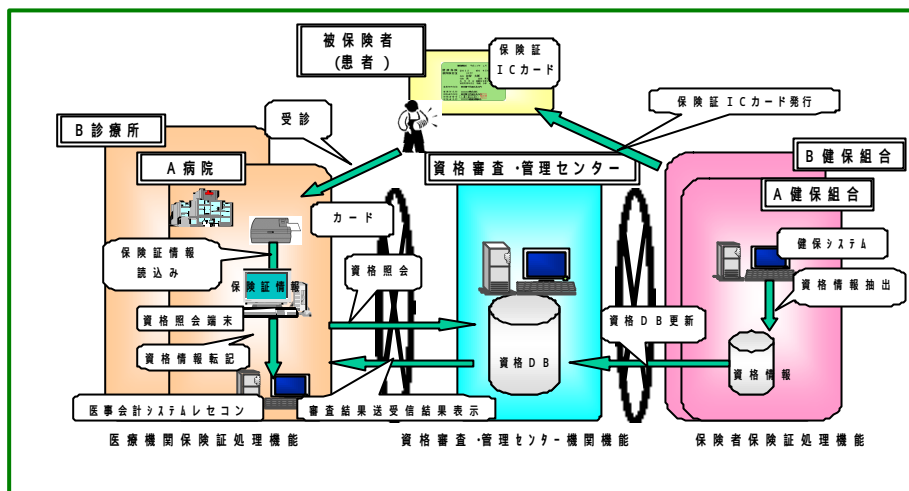 被保険者
(患者)
保険証
ICカード
保険証ICカード発行
受診
B診療所
A病院
資格審査・管理センター
B健保組合
A健保組合
カード
健保システム
保険証情報
読込み
資格照会
保険証情報
資格情報抽出
資格照会端末
資格DB更新
資格情報転記
資格DB
資格情報
医事会計システムレセコン
審査結果送受信結果表示
医療機関保険証処理機能
資格審査・管理センター機関機能
保険者保険証処理機能